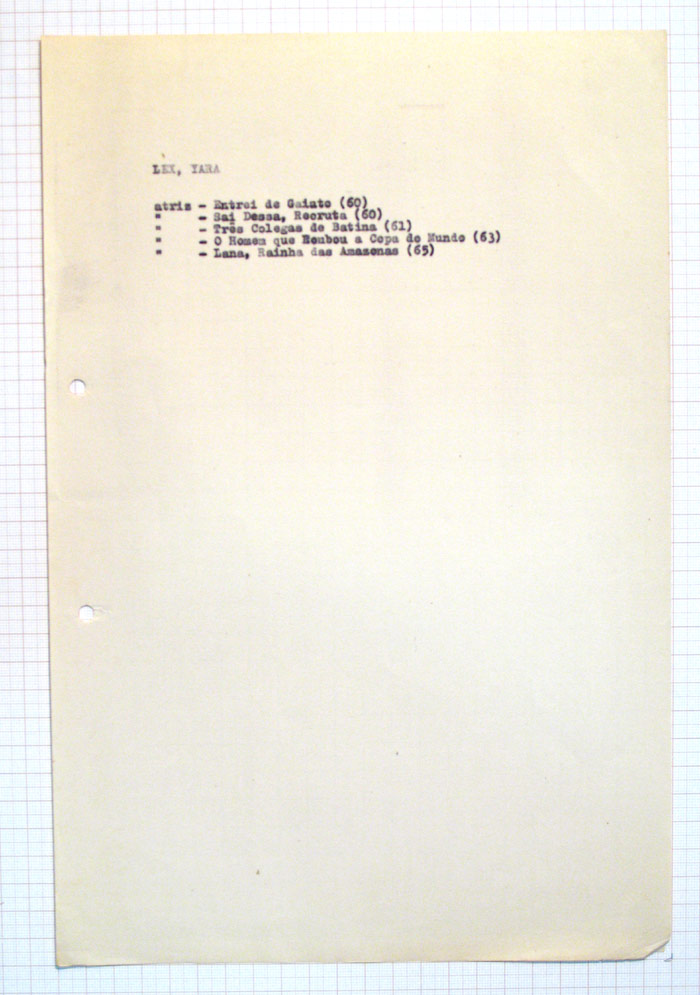 LEX, YARA
atriz - Entrei de Gaiato (60)
" - Sai Dessa, Recruta (60)
" - Três Colegas de Batina (61)
" - O Homem que Roubou a Copa do Mundo (63)
" - Lana, Rainha das Amazonas (65)